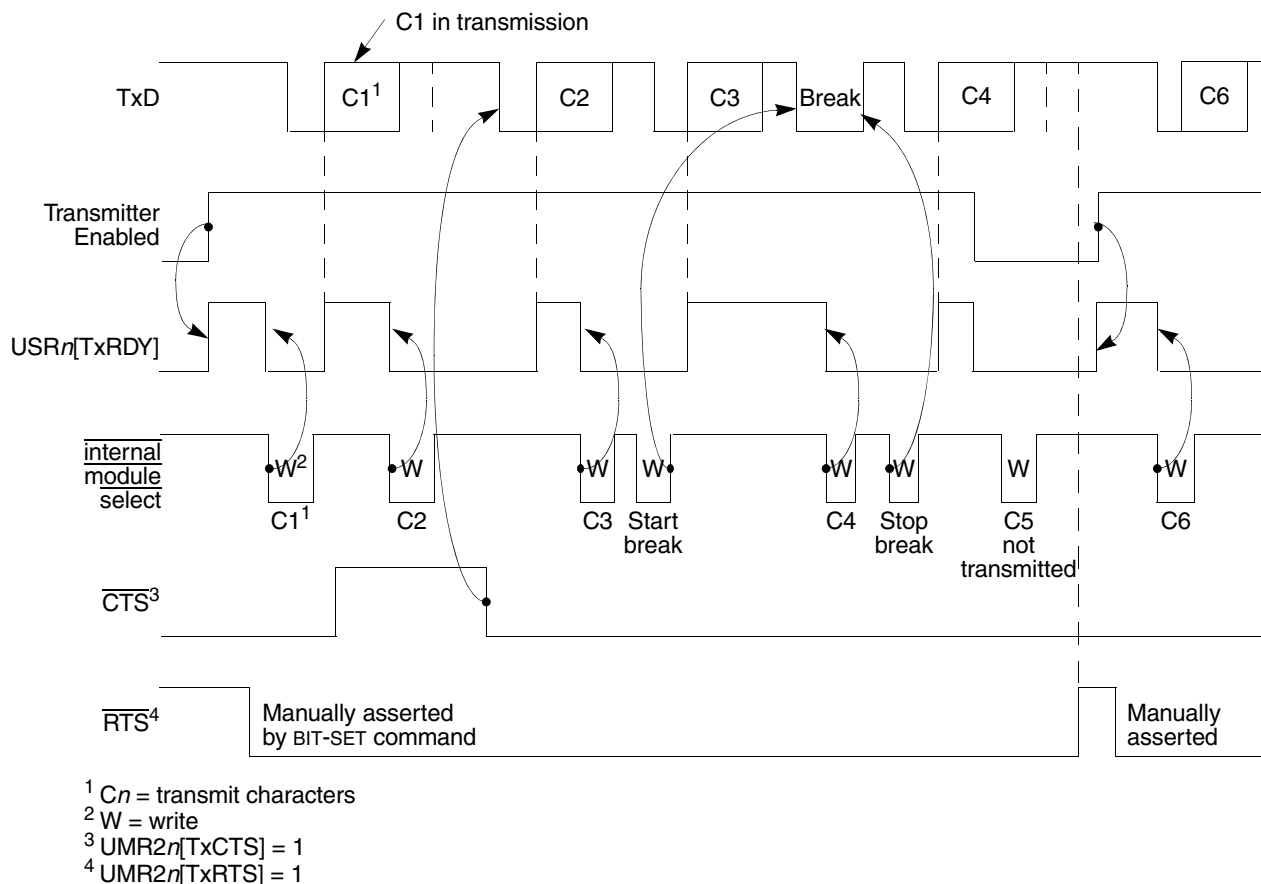 C1 in transmission
TxD
C1¹
C2
C3
Break
C4
C6
Transmitter
Enabled
USRn[TxRDY]
internal
module
select
W²
W
W
W
W
W
W
W
C1¹
C2
C3
Start
break
C4
Stop
break
C5
not
transmitted
C6
CTS³
RTS⁴
Manually asserted
by BIT-SET command
Manually
asserted
¹ Cn = transmit characters
² W = write
³ UMR2n[TxCTS] = 1
⁴ UMR2n[TxRTS] = 1